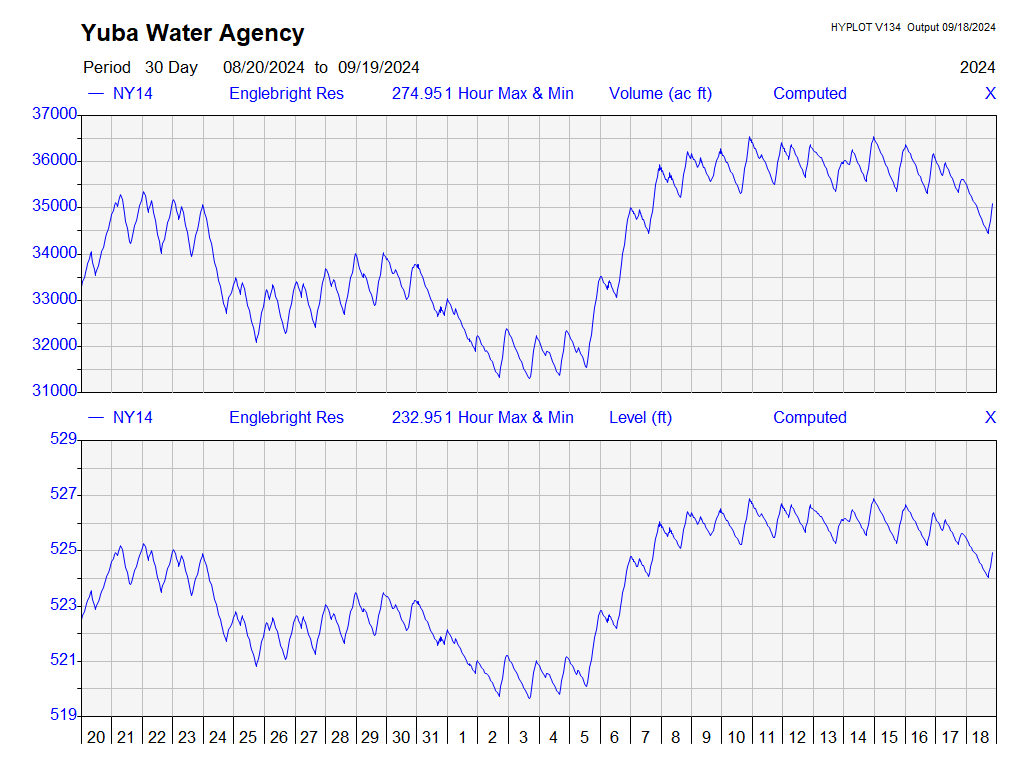 Yuba Water Agency
HYPLOT V134 Output 09/18/2024
Period 30 Day 08/20/2024 to 09/19/2024 2024
NY14 Englebright Res 274.951 Hour Max & Min Volume (ac ft) Computed X
37000
36000
35000
34000
33000
32000
31000
NY14 Englebright Res 232.951 Hour Max & Min Level (ft) Computed X
529
527
525
523
521
519
20 21 22 23 24 25 26 27 28 29 30 31 1 2 3 4 5 6 7 8 9 10 11 12 13 14 15 16 17 18